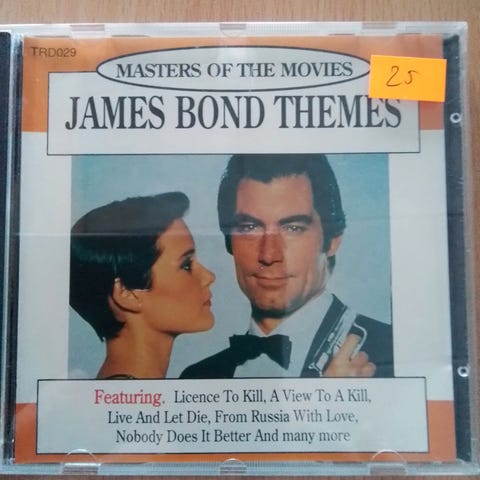 TRD029
MASTERS OF THE MOVIES
25
JAMES BOND THEMES
Featuring. Licence To Kill, A View To A Kill,
Live And Let Die, From Russia With Love,
Nobody Does It Better And many more